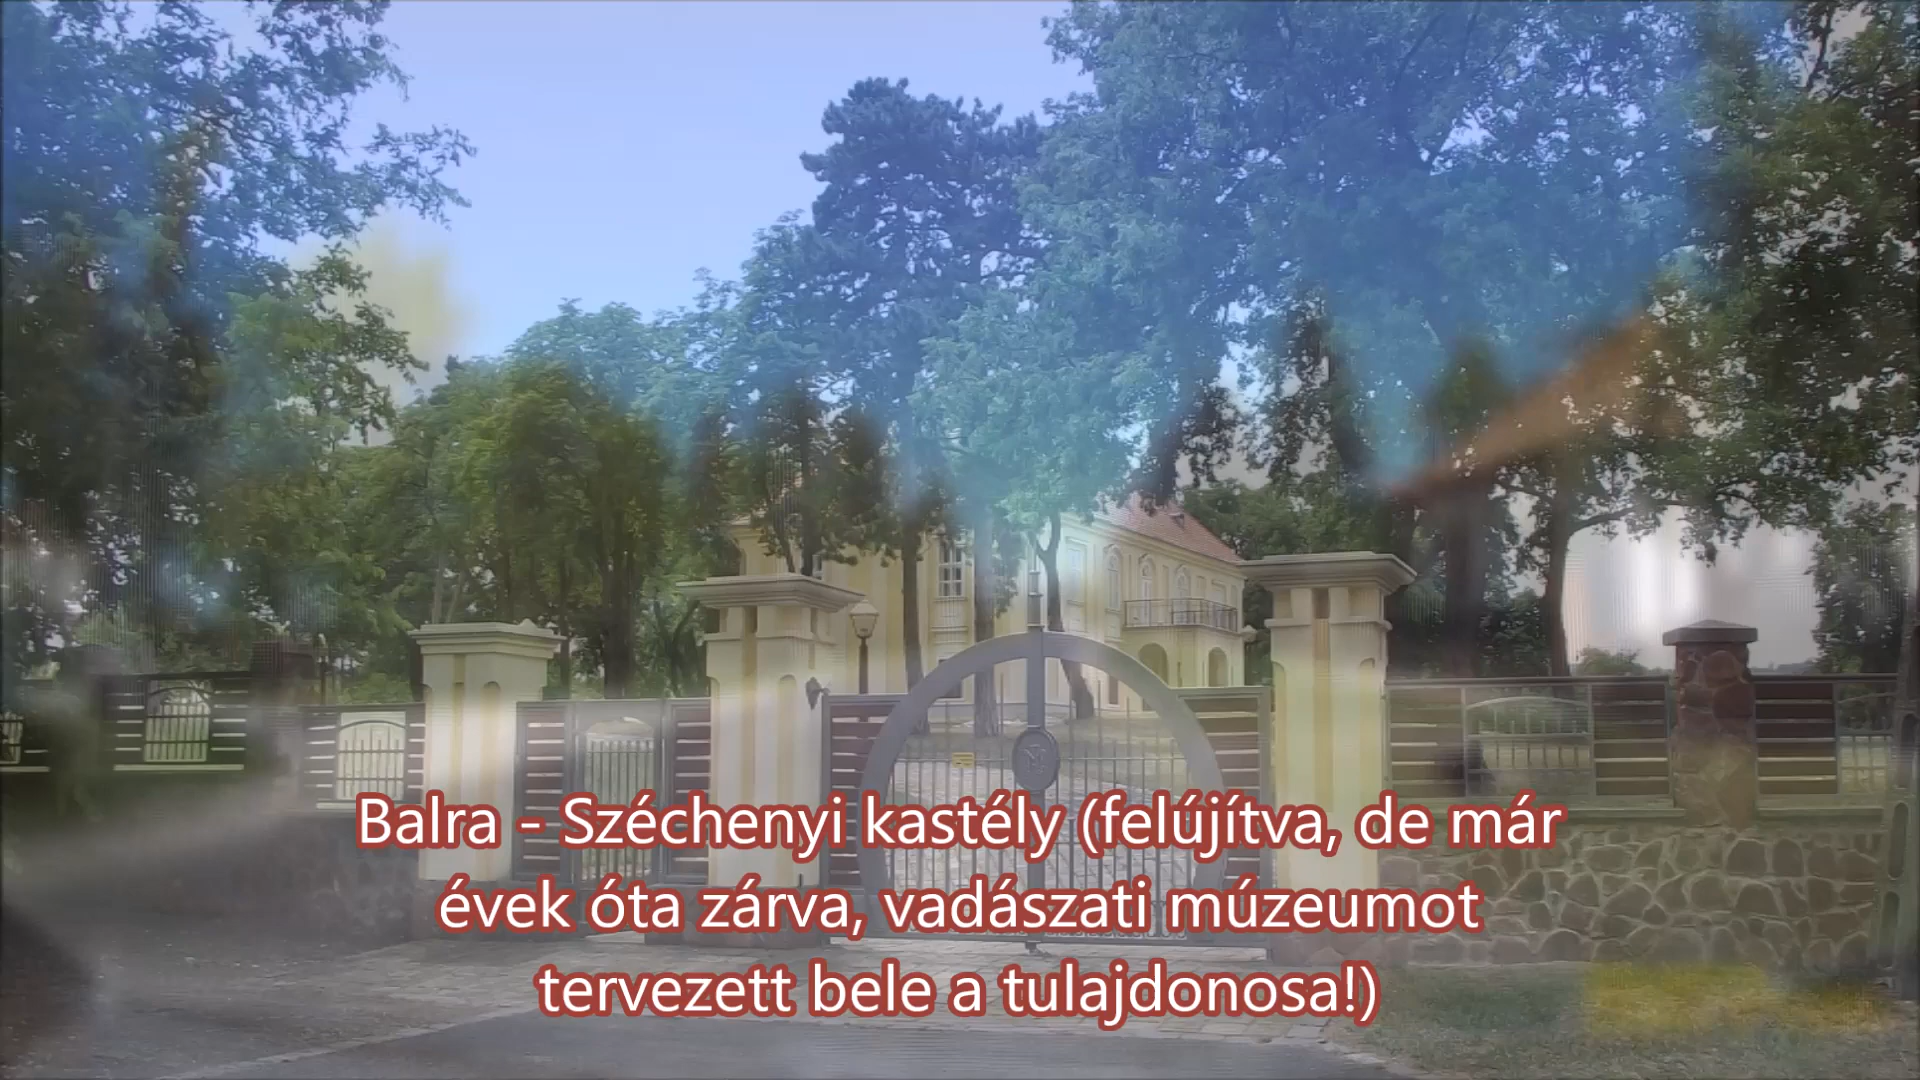 Balra - Széchenyi kastély (felújítva, de már
évek óta zárva, vadászati múzeumot
tervezett bele a tulajdonosa!)